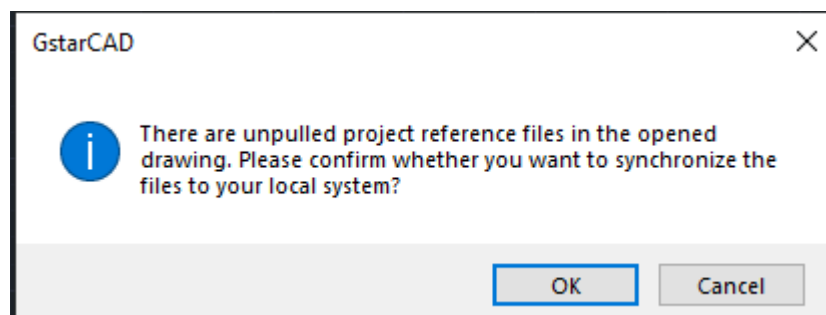 GstarCAD
There are unpulled project reference files in the opened
drawing. Please confirm whether you want to synchronize the
files to your local system?
OK
Cancel